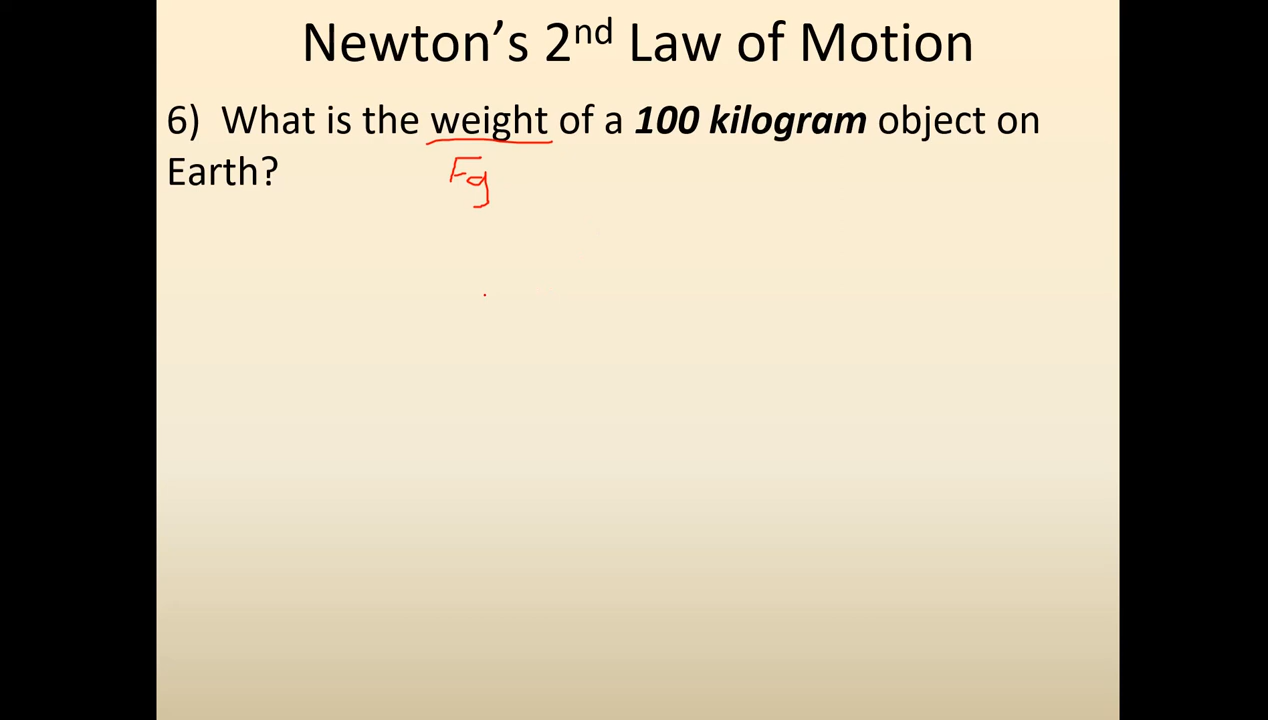 Newton’s 2nd Law of Motion
6) What is the weight of a 100 kilogram object on
Earth?
Fg